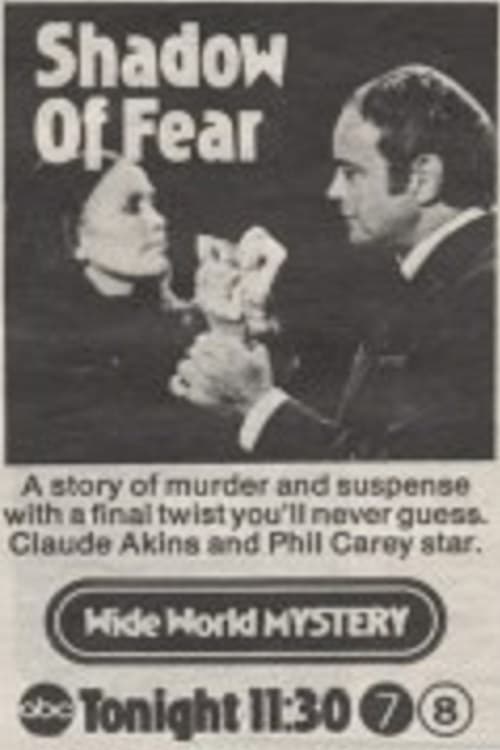 Shadow
Of Fear
A story of murder and suspense
with a final twist you'll never guess.
Claude Akins and Phil Carey star.
Wide World MYSTERY
abc Tonight 11:30 7 8